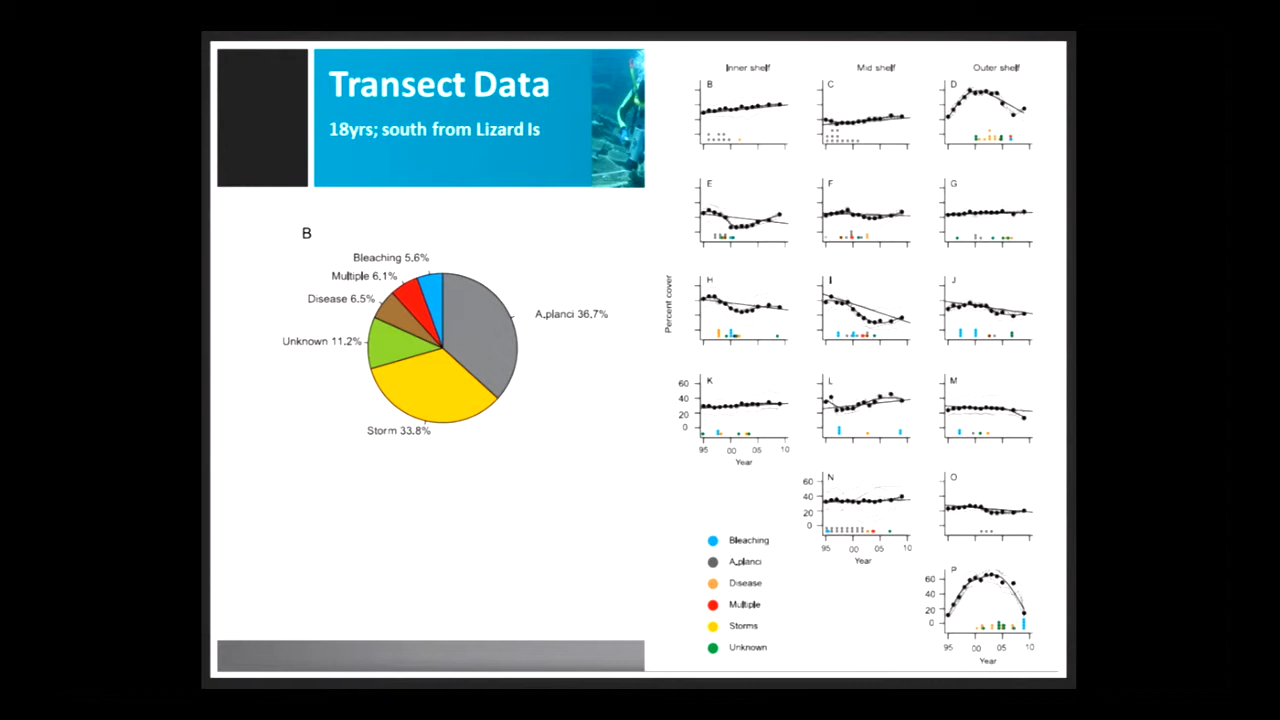 Transect Data
18yrs; south from Lizard Is
B
Bleaching 5.6%
Multiple 6.1%
Disease 6.5%
Unknown 11.2%
A.planci 36.7%
Storm 33.8%
Inner shelf Mid shelf Outer shelf
B C D
E F G
H I J
Percent cover
K L M
60
40
20
0
95 00 05 10
Year
N O
60
40
20
0
95 00 05 10
Year
P
60
40
20
0
95 00 05 10
Year
Bleaching
A.planci
Disease
Multiple
Storms
Unknown